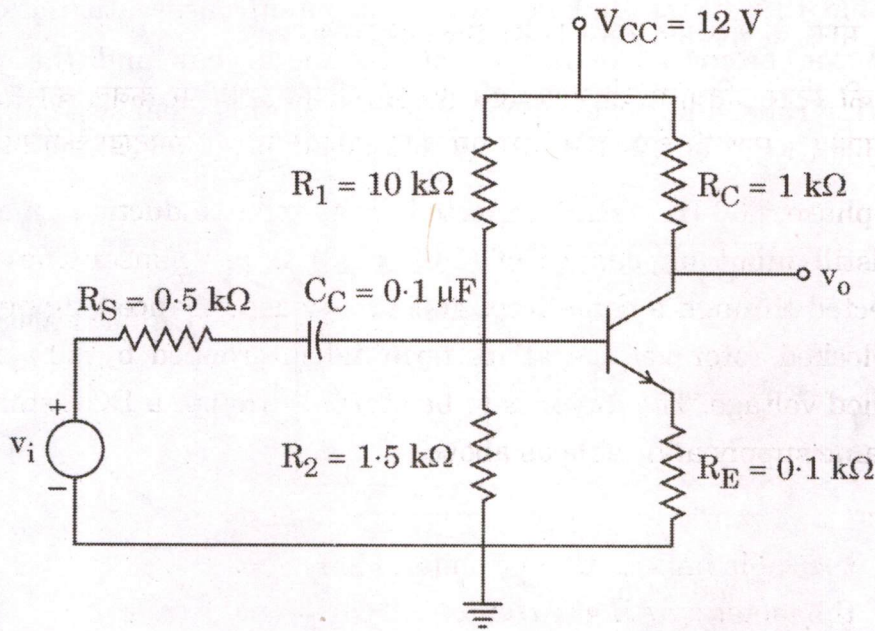 V_CC = 12 V
R_1 = 10 kΩ
R_C = 1 kΩ
R_S = 0·5 kΩ
C_C = 0·1 μF
v_o
+
v_i
−
R_2 = 1·5 kΩ
R_E = 0·1 kΩ